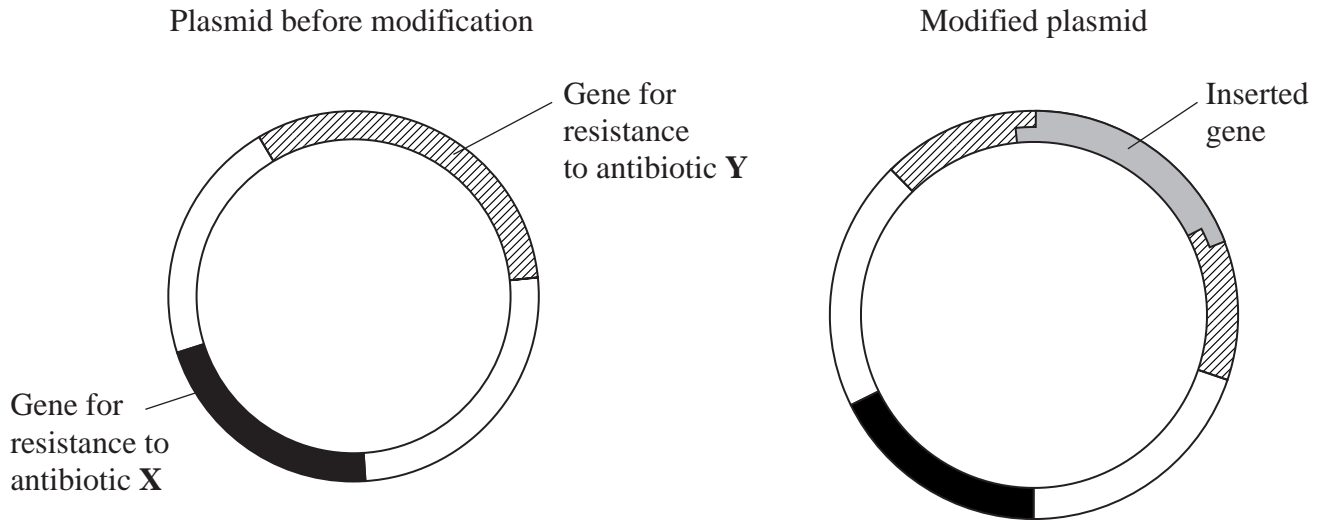 Plasmid before modification
Modified plasmid
Gene for
resistance
to antibiotic Y
Inserted
gene
Gene for
resistance to
antibiotic X